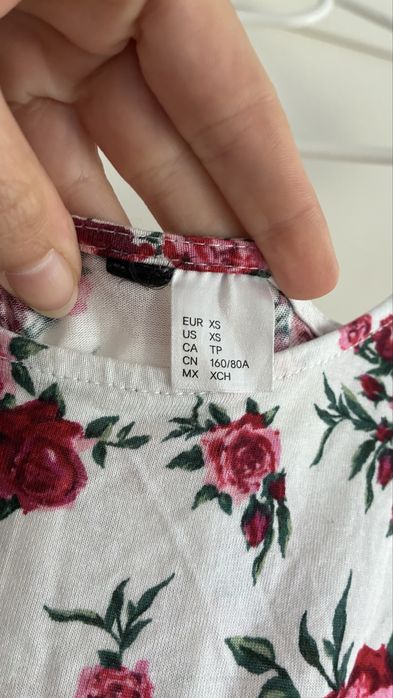 EUR XS
US XS
CA TP
CN 160/80A
MX XCH